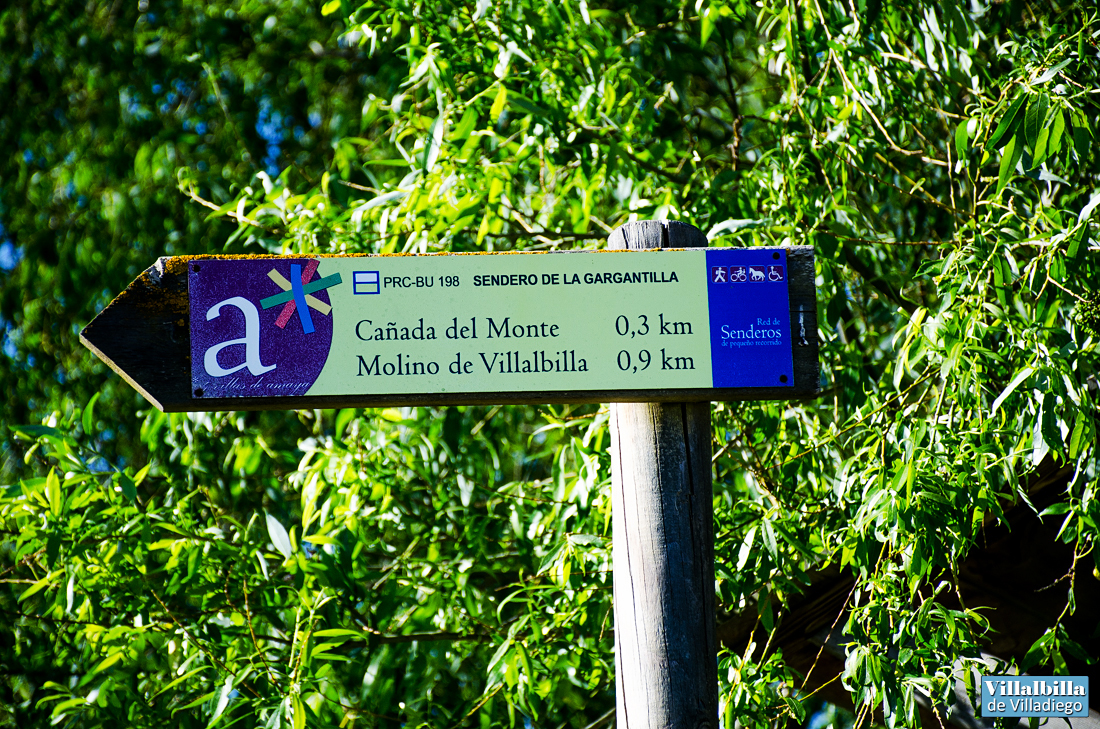 a
villas de amaya
PRC-BU 198 SENDERO DE LA GARGANTILLA
Cañada del Monte 0,3 km
Molino de Villalbilla 0,9 km
Red de
Senderos
de pequeño recorrido
Villalbilla
de Villadiego